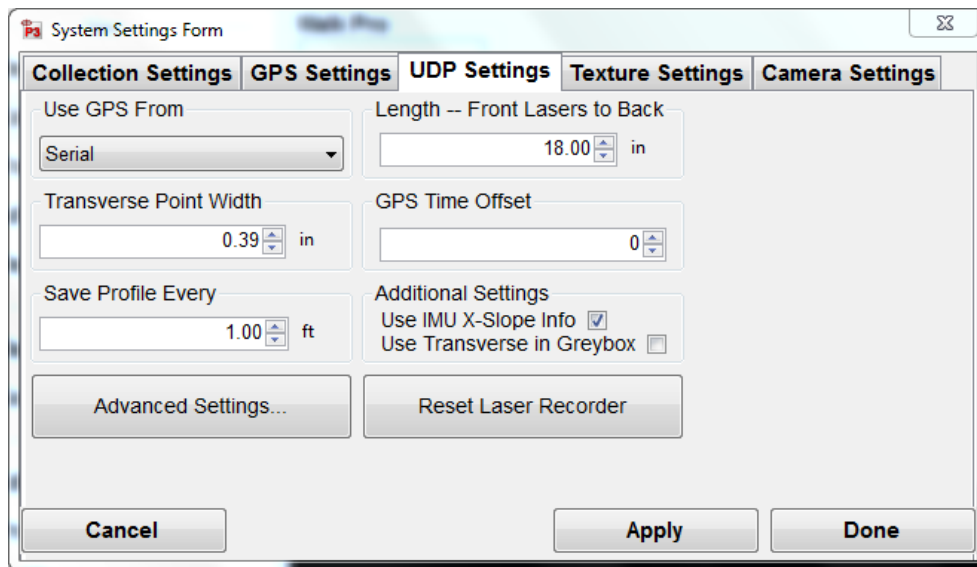 P3 System Settings Form
Collection Settings GPS Settings UDP Settings Texture Settings Camera Settings
Use GPS From
Serial
Length -- Front Lasers to Back
18.00 in
Transverse Point Width
0.39 in
GPS Time Offset
0
Save Profile Every
1.00 ft
Additional Settings
Use IMU X-Slope Info
Use Transverse in Greybox
Advanced Settings... Reset Laser Recorder
Cancel Apply Done